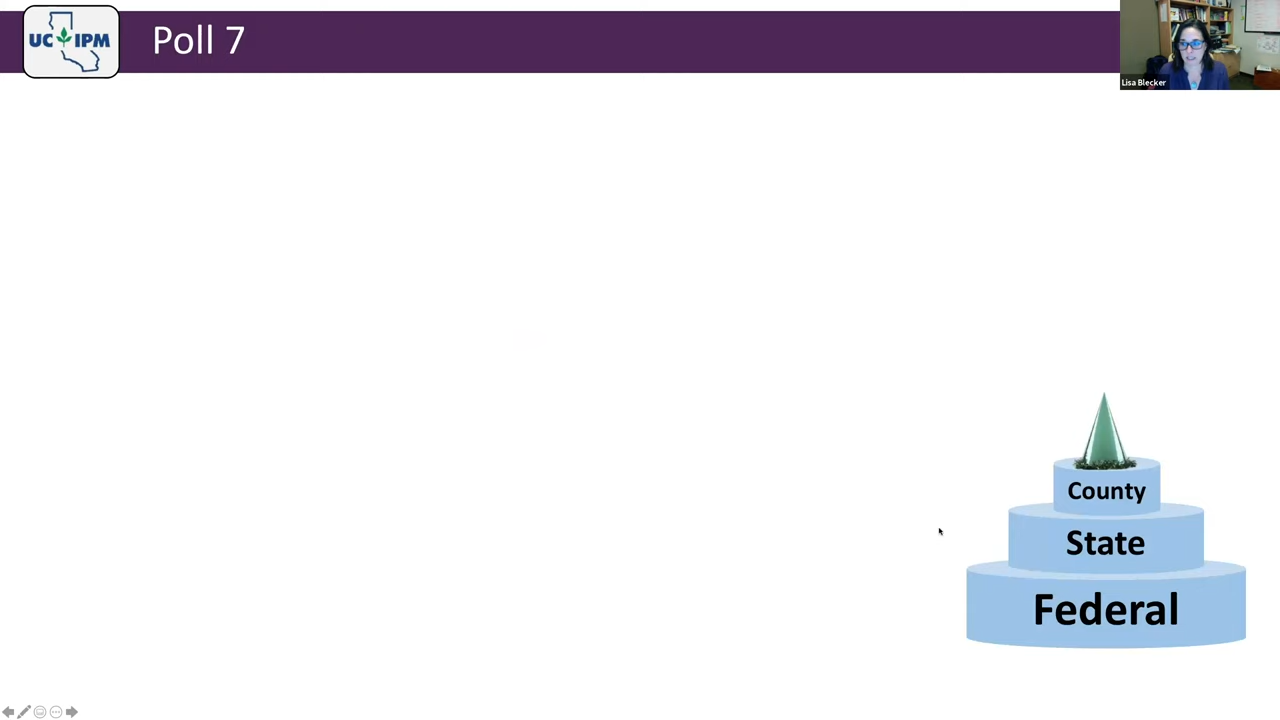 UC IPM
Poll 7
Lisa Blecker
County
State
Federal